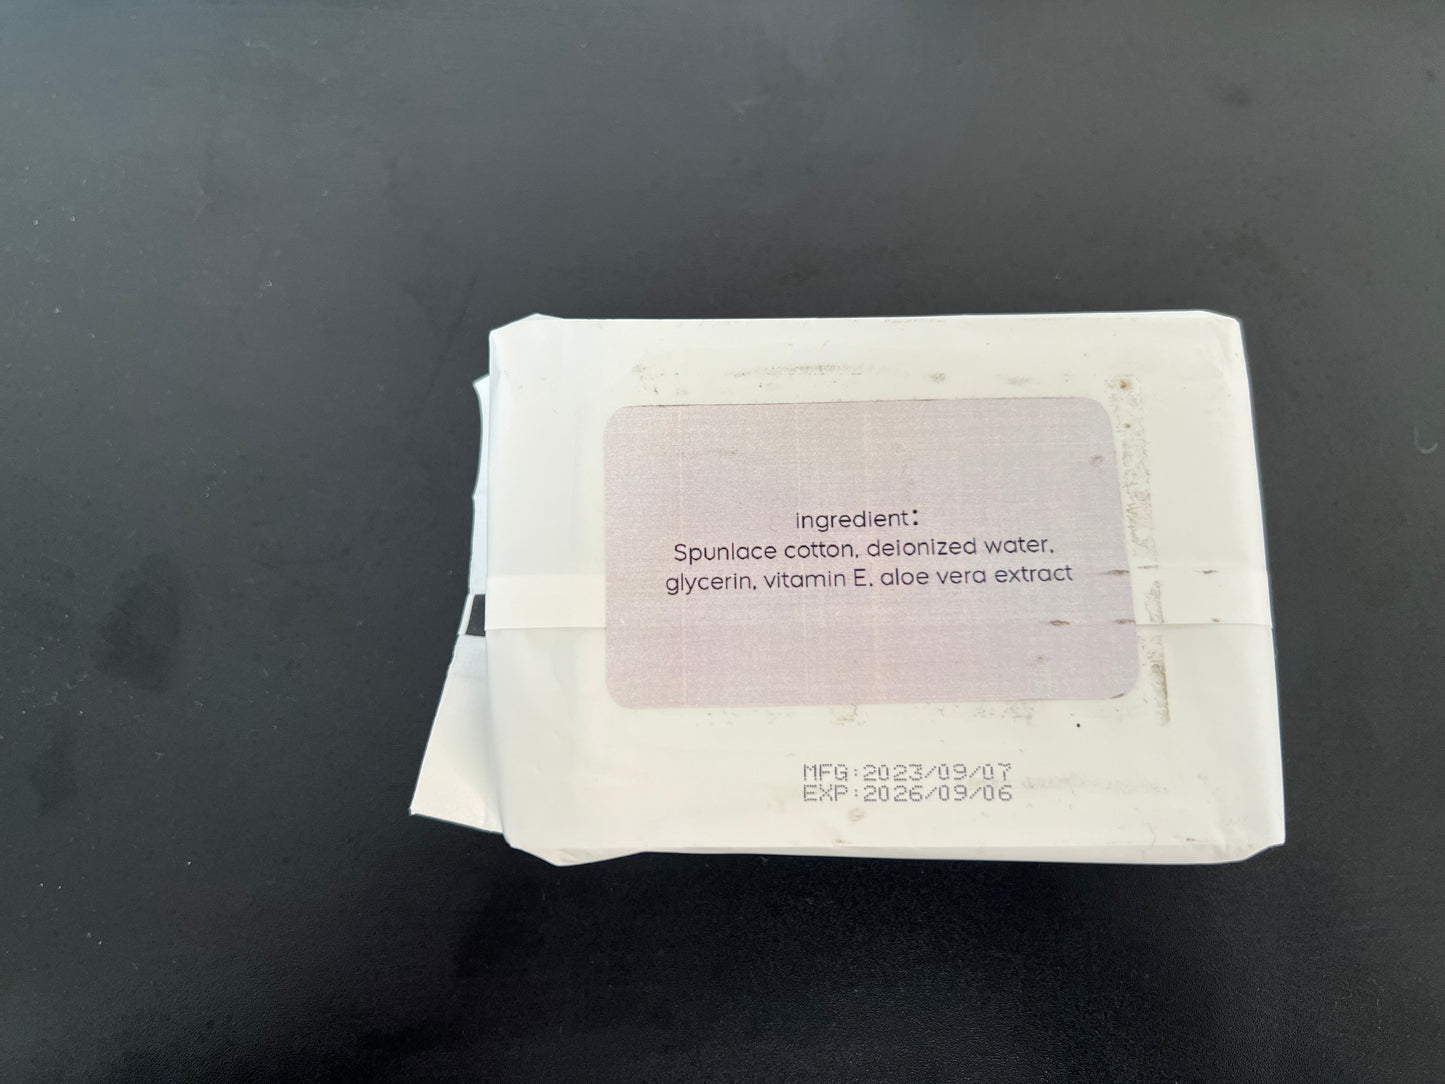 ingredient:
Spunlace cotton, deionized water,
glycerin, vitamin E, aloe vera extract
MFG:2023/09/07
EXP:2026/09/06